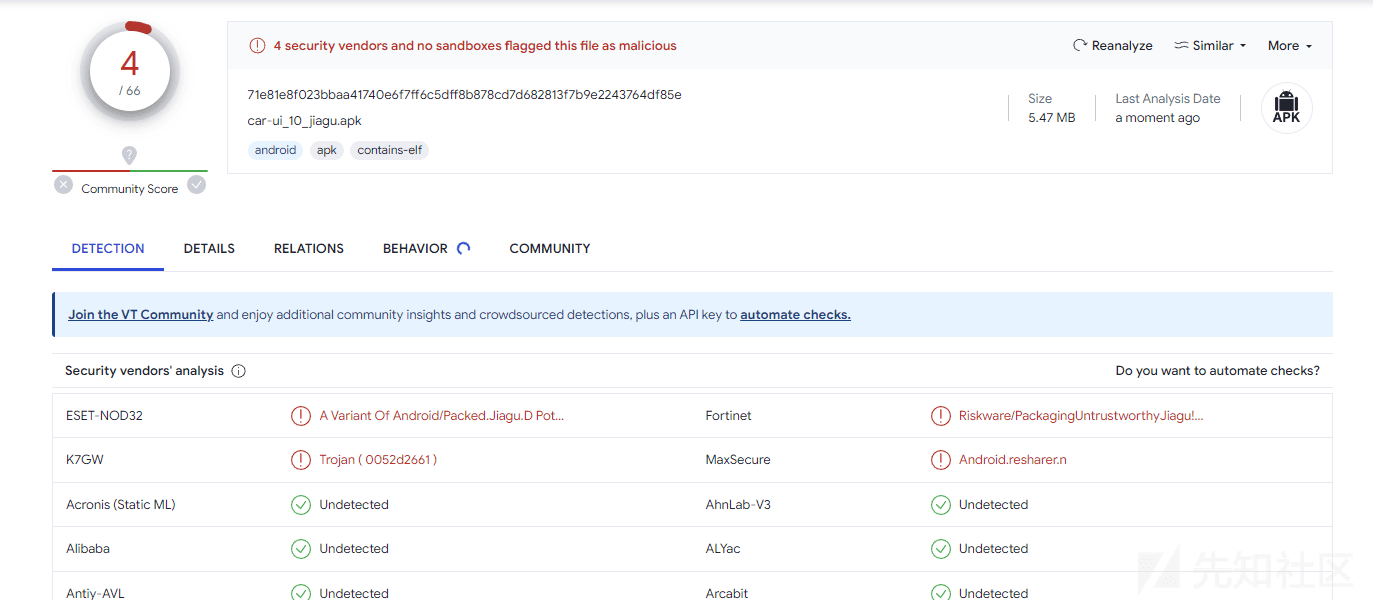 4
/ 66
Community Score
4 security vendors and no sandboxes flagged this file as malicious
Reanalyze
Similar
More
71e81e8f023bbaa41740e6f7ff6c5dff8b878cd7d682813f7b9e2243764df85e
car-ui_10_jiagu.apk
android
apk
contains-elf
Size
5.47 MB
Last Analysis Date
a moment ago
APK
DETECTION
DETAILS
RELATIONS
BEHAVIOR
COMMUNITY
Join the VT Community and enjoy additional community insights and crowdsourced detections, plus an API key to automate checks.
Security vendors' analysis
Do you want to automate checks?
ESET-NOD32
A Variant Of Android/Packed.Jiagu.D Pot...
Fortinet
Riskware/PackagingUntrustworthyJiagu!...
K7GW
Trojan ( 0052d2661 )
MaxSecure
Android.resharer.n
Acronis (Static ML)
Undetected
AhnLab-V3
Undetected
Alibaba
Undetected
ALYac
Undetected
Antiy-AVL
Undetected
Arcabit
Undetected
先知社区